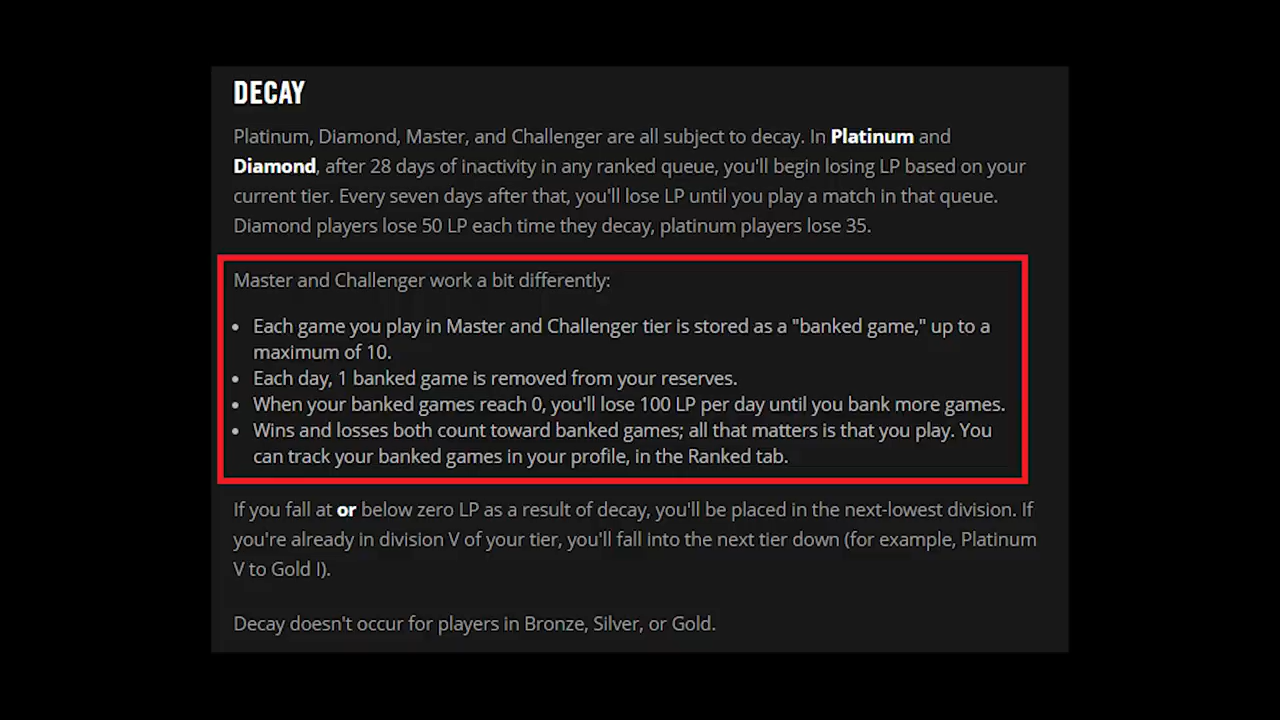 DECAY
Platinum, Diamond, Master, and Challenger are all subject to decay. In Platinum and
Diamond, after 28 days of inactivity in any ranked queue, you'll begin losing LP based on your
current tier. Every seven days after that, you'll lose LP until you play a match in that queue.
Diamond players lose 50 LP each time they decay, platinum players lose 35.
Master and Challenger work a bit differently:
• Each game you play in Master and Challenger tier is stored as a "banked game," up to a
maximum of 10.
• Each day, 1 banked game is removed from your reserves.
• When your banked games reach 0, you'll lose 100 LP per day until you bank more games.
• Wins and losses both count toward banked games; all that matters is that you play. You
can track your banked games in your profile, in the Ranked tab.
If you fall at or below zero LP as a result of decay, you'll be placed in the next-lowest division. If
you're already in division V of your tier, you'll fall into the next tier down (for example, Platinum
V to Gold I).
Decay doesn't occur for players in Bronze, Silver, or Gold.